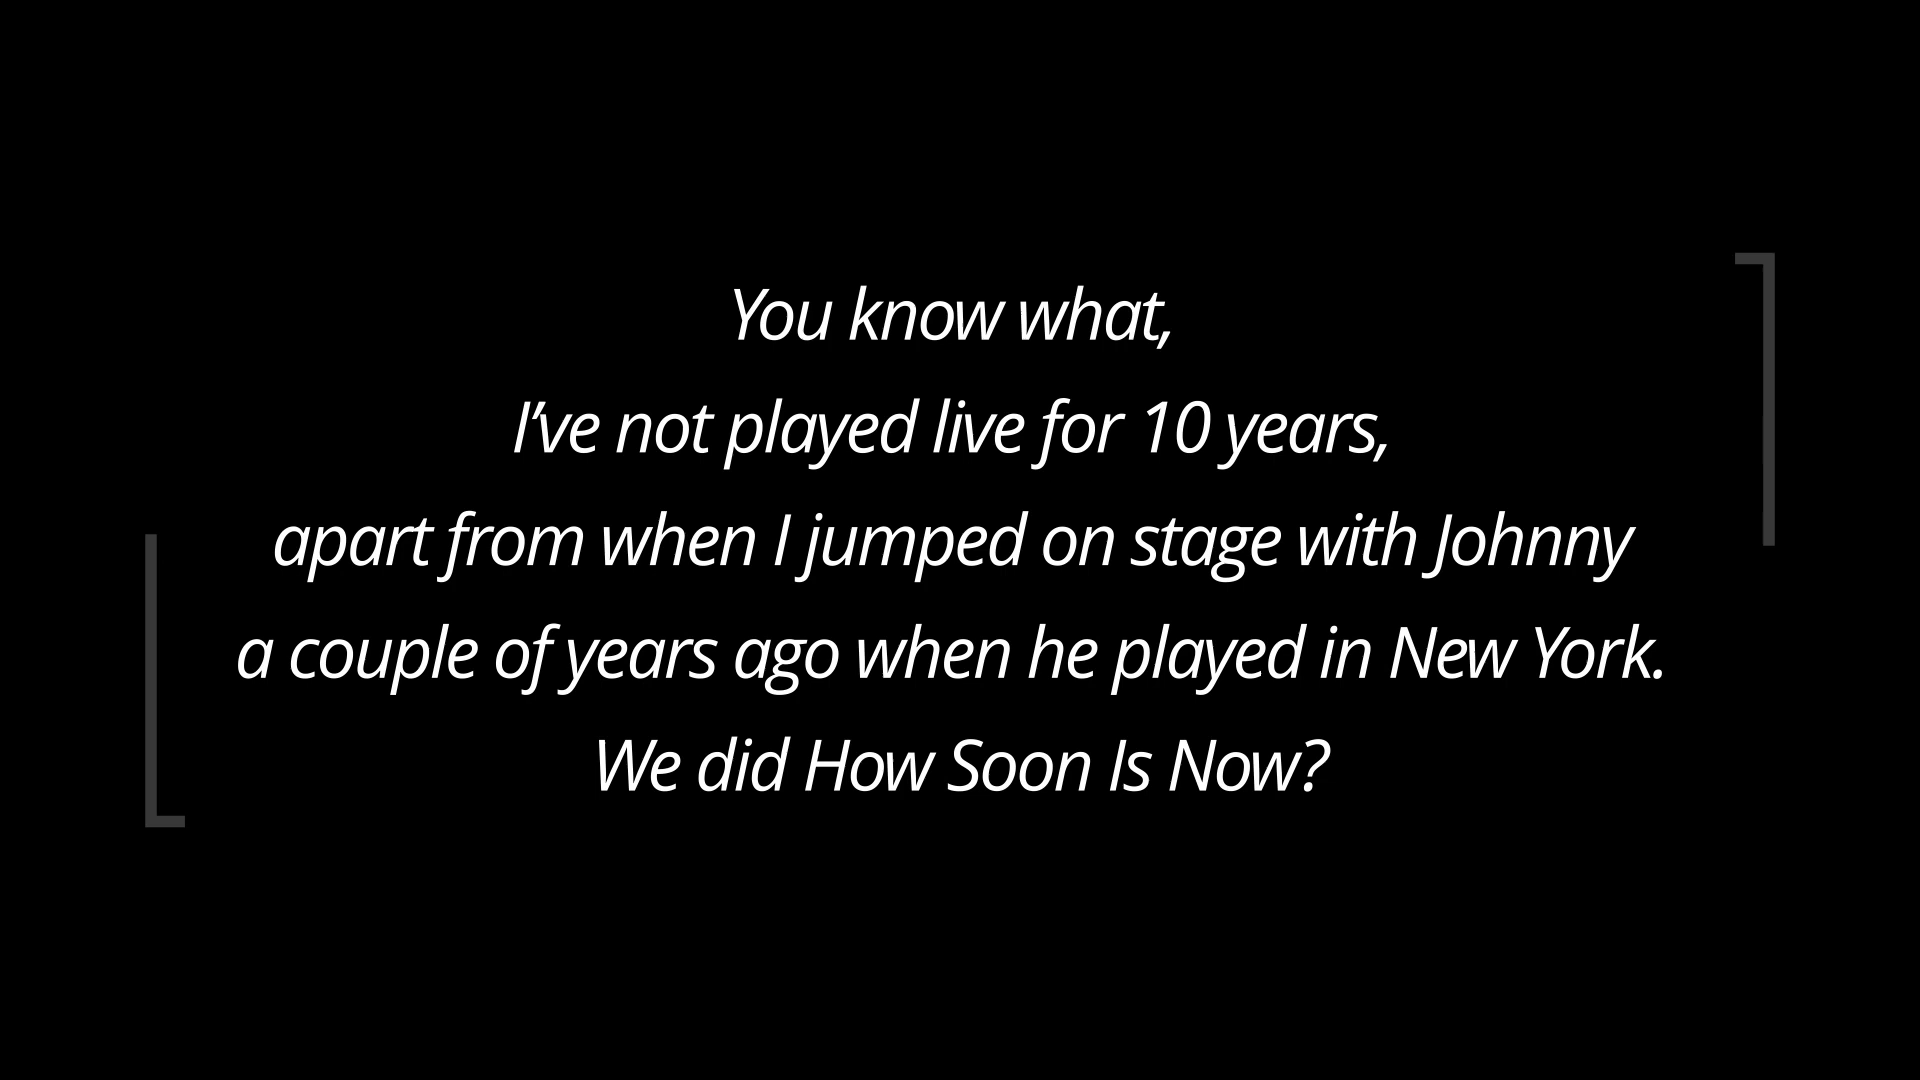 You know what,
I’ve not played live for 10 years,
apart from when I jumped on stage with Johnny
a couple of years ago when he played in New York.
We did How Soon Is Now?